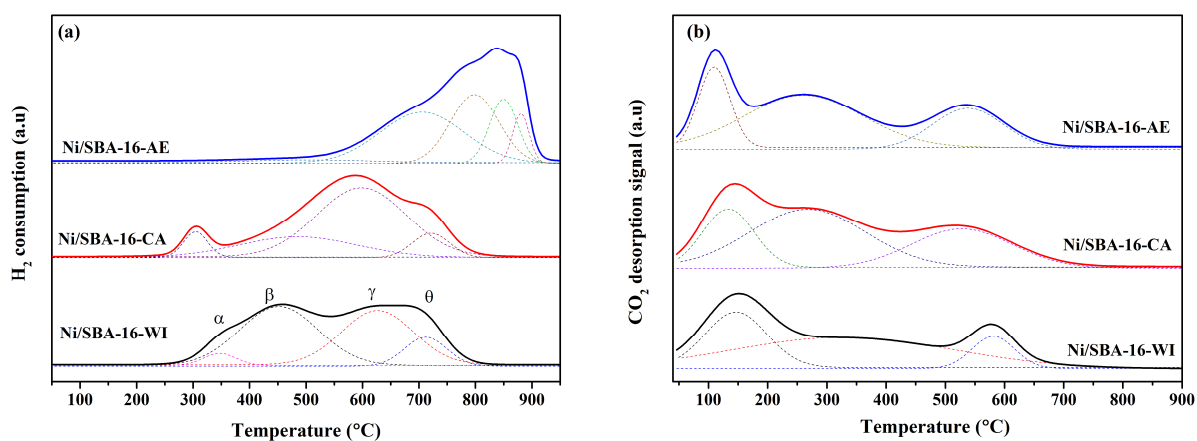 (a)
H2 consumption (a.u)
Ni/SBA-16-AE
Ni/SBA-16-CA
Ni/SBA-16-WI
α
β
γ
θ
100 200 300 400 500 600 700 800 900
Temperature (°C)
(b)
CO2 desorption signal (a.u)
Ni/SBA-16-AE
Ni/SBA-16-CA
Ni/SBA-16-WI
100 200 300 400 500 600 700 800 900
Temperature (°C)